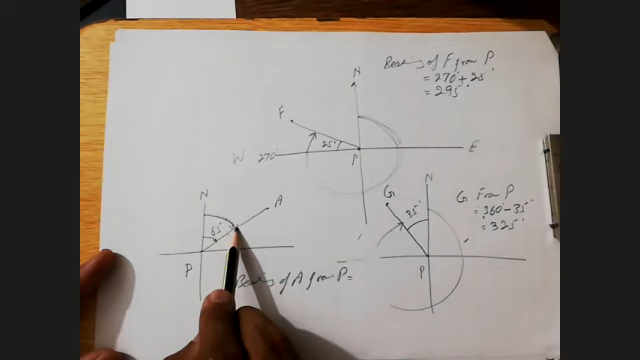 Bearing of F from P
= 270° + 25°
= 295°
N
F
25°
W 270°
P
E
N
A
65°
P
Bearing of A from P =
N
G
35°
P
G from P
= 360° - 35°
= 325°